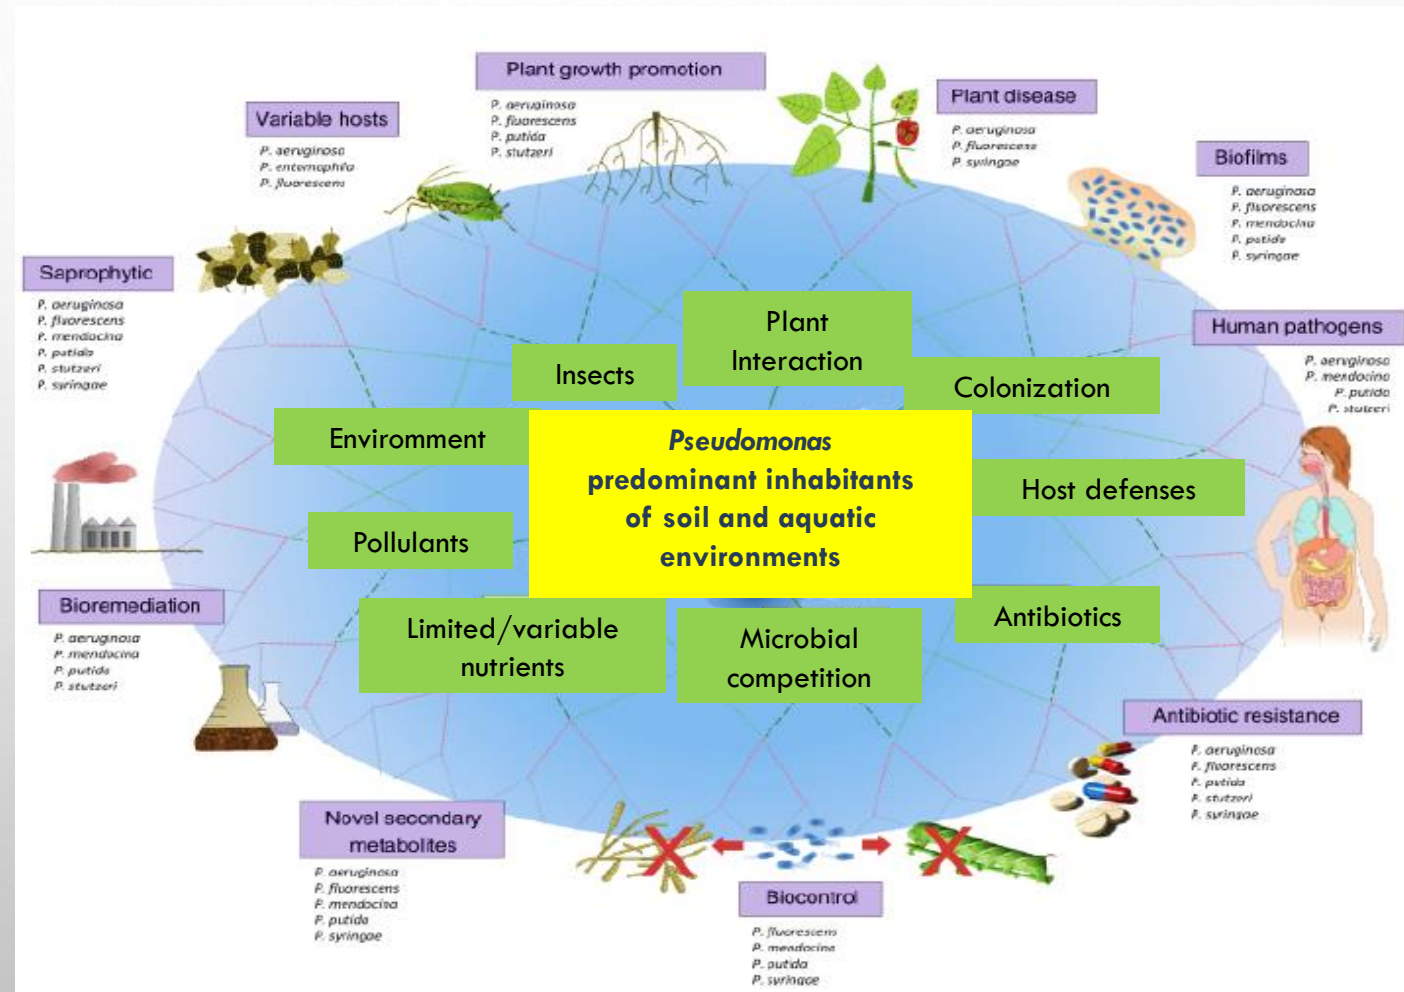 Plant growth promotion
P. aeruginosa
P. fluorescens
P. putida
P. stutzeri
Plant disease
P. aeruginosa
P. fluorescens
P. syringae
Variable hosts
P. aeruginosa
P. entomophila
P. fluorescens
Biofilms
P. aeruginosa
P. fluorescens
P. mendocina
P. putida
P. syringae
Saprophytic
P. aeruginosa
P. fluorescens
P. mendocina
P. putida
P. stutzeri
P. syringae
Human pathogens
P. aeruginosa
P. mendocina
P. putida
P. stutzeri
Plant
Interaction
Insects
Colonization
Enviromment
Pseudomonas
predominant inhabitants
of soil and aquatic
environments
Host defenses
Pollulants
Limited/variable
nutrients
Microbial
competition
Antibiotics
Bioremediation
P. aeruginosa
P. mendocina
P. putida
P. stutzeri
Antibiotic resistance
P. aeruginosa
P. fluorescens
P. putida
P. stutzeri
P. syringae
Novel secondary
metabolites
P. aeruginosa
P. fluorescens
P. mendocina
P. putida
P. syringae
Biocontrol
P. fluorescens
P. mendocina
P. putida
P. syringae